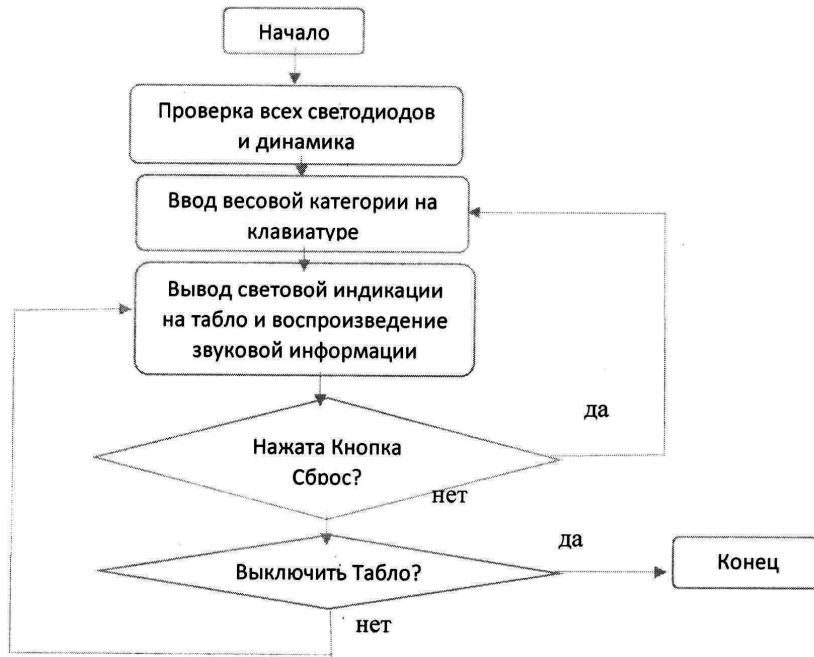 Начало
Проверка всех светодиодов
и динамика
Ввод весовой категории на
клавиатуре
Вывод световой индикации
на табло и воспроизведение
звуковой информации
да
Нажата Кнопка
Сброс?
нет
да
Выключить Табло?
Конец
нет